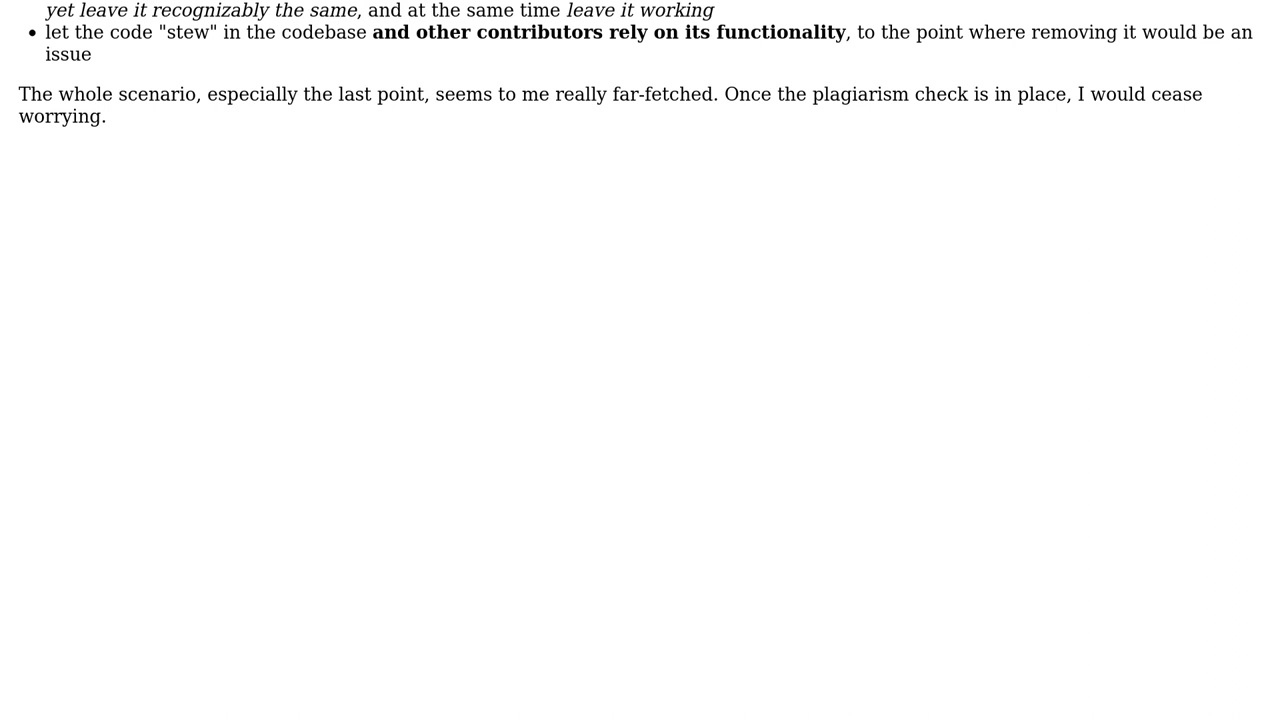 yet leave it recognizably the same, and at the same time leave it working
• let the code "stew" in the codebase and other contributors rely on its functionality, to the point where removing it would be an
issue
The whole scenario, especially the last point, seems to me really far-fetched. Once the plagiarism check is in place, I would cease
worrying.